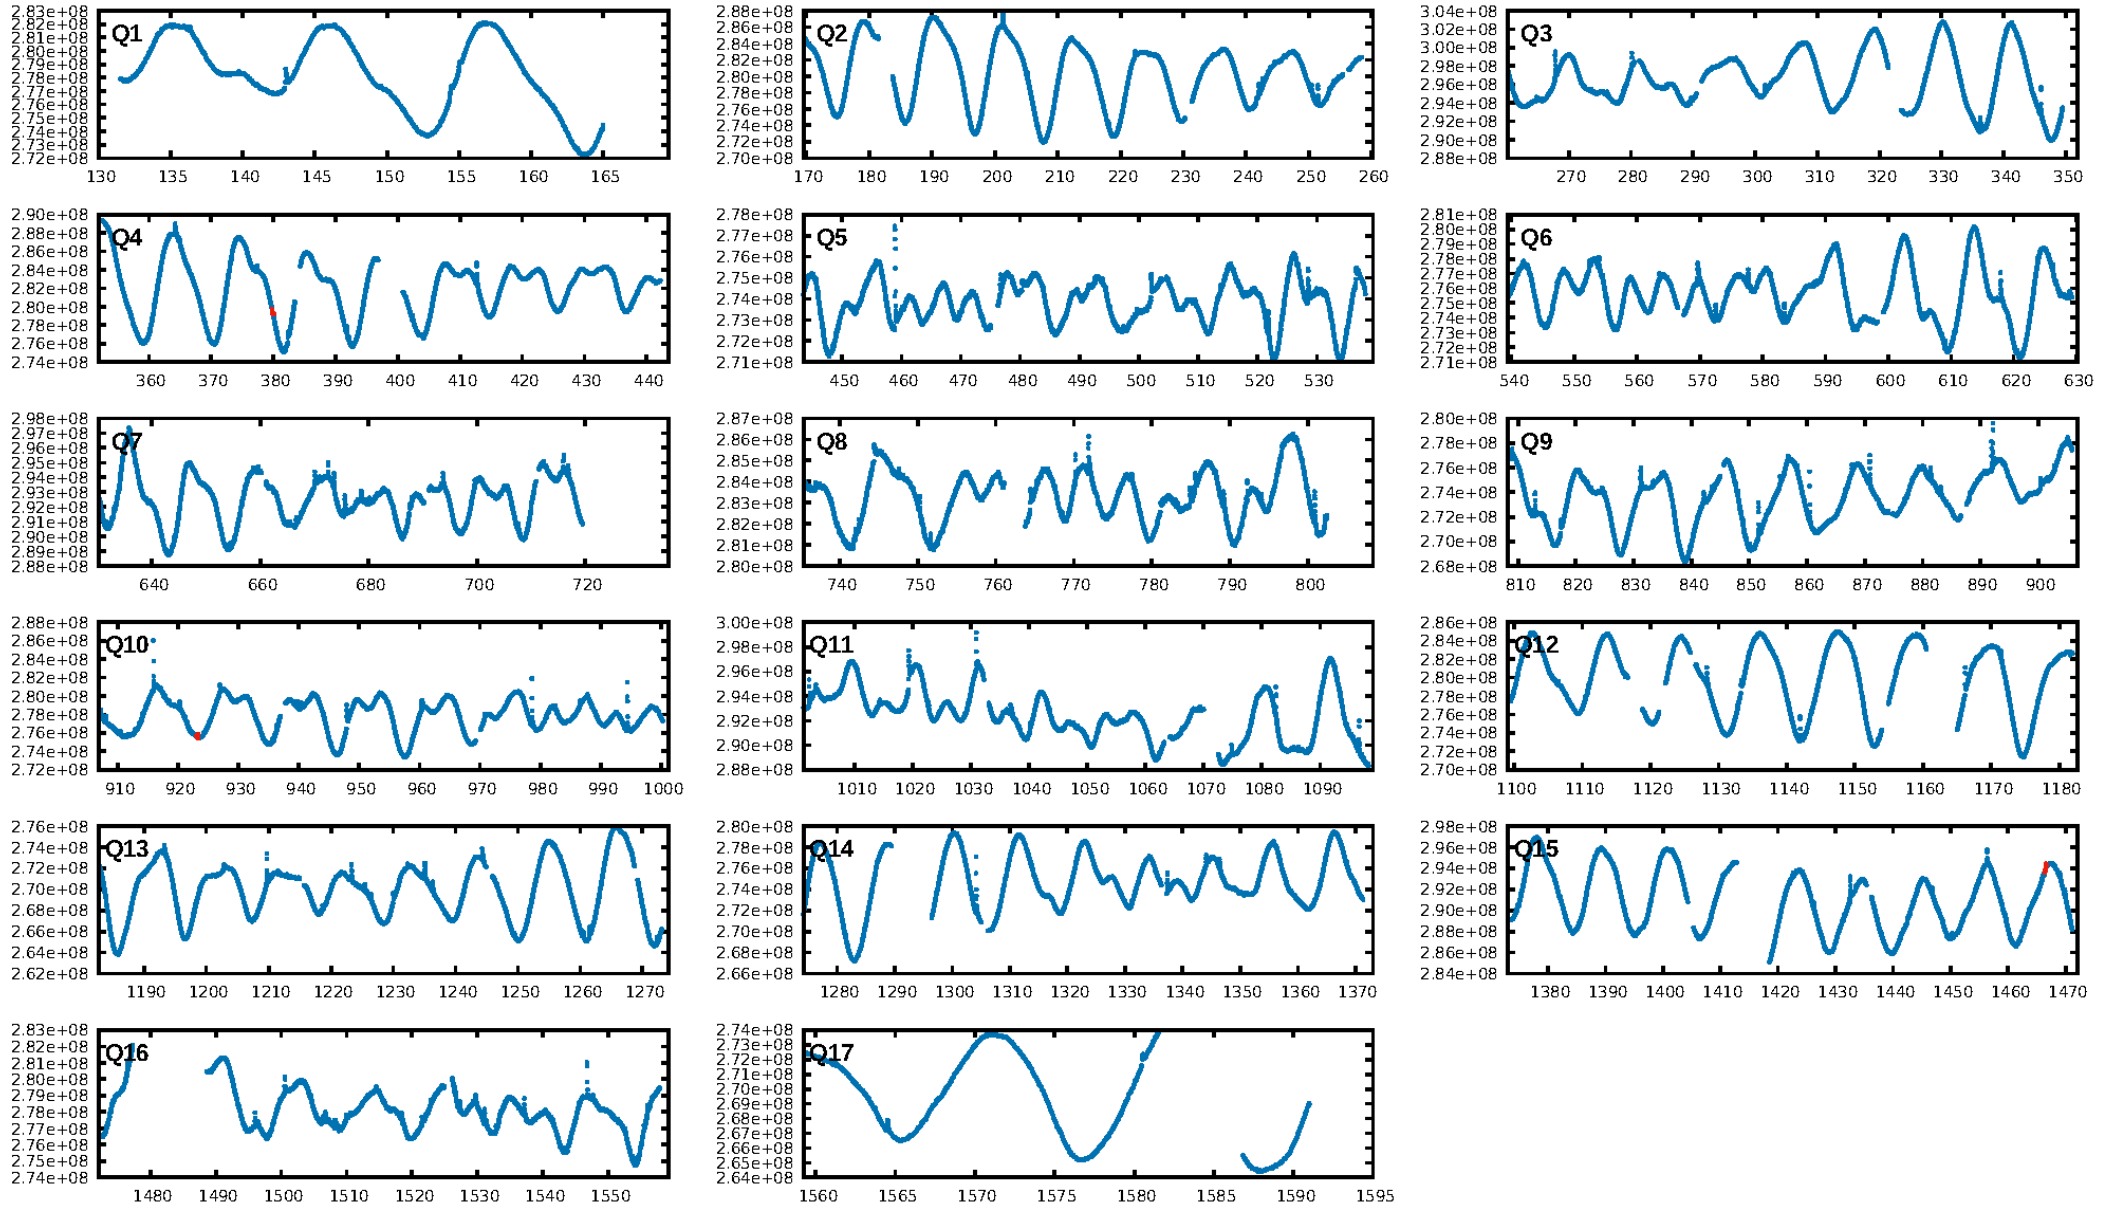 2.83e+08
2.82e+08
2.81e+08
2.80e+08
2.79e+08
2.78e+08
2.77e+08
2.76e+08
2.75e+08
2.74e+08
2.73e+08
2.72e+08
Q1
130 135 140 145 150 155 160 165
2.88e+08
2.86e+08
2.84e+08
2.82e+08
2.80e+08
2.78e+08
2.76e+08
2.74e+08
2.72e+08
2.70e+08
Q2
170 180 190 200 210 220 230 240 250 260
3.04e+08
3.02e+08
3.00e+08
2.98e+08
2.96e+08
2.94e+08
2.92e+08
2.90e+08
2.88e+08
Q3
270 280 290 300 310 320 330 340 350
2.90e+08
2.88e+08
2.86e+08
2.84e+08
2.82e+08
2.80e+08
2.78e+08
2.76e+08
2.74e+08
Q4
360 370 380 390 400 410 420 430 440
2.78e+08
2.77e+08
2.76e+08
2.75e+08
2.74e+08
2.73e+08
2.72e+08
2.71e+08
Q5
450 460 470 480 490 500 510 520 530
2.81e+08
2.80e+08
2.79e+08
2.78e+08
2.77e+08
2.76e+08
2.75e+08
2.74e+08
2.73e+08
2.72e+08
2.71e+08
Q6
540 550 560 570 580 590 600 610 620 630
2.98e+08
2.97e+08
2.96e+08
2.95e+08
2.94e+08
2.93e+08
2.92e+08
2.91e+08
2.90e+08
2.89e+08
2.88e+08
Q7
640 660 680 700 720
2.87e+08
2.86e+08
2.85e+08
2.84e+08
2.83e+08
2.82e+08
2.81e+08
2.80e+08
Q8
740 750 760 770 780 790 800
2.80e+08
2.78e+08
2.76e+08
2.74e+08
2.72e+08
2.70e+08
2.68e+08
Q9
810 820 830 840 850 860 870 880 890 900
2.88e+08
2.86e+08
2.84e+08
2.82e+08
2.80e+08
2.78e+08
2.76e+08
2.74e+08
2.72e+08
Q10
910 920 930 940 950 960 970 980 990 1000
3.00e+08
2.98e+08
2.96e+08
2.94e+08
2.92e+08
2.90e+08
2.88e+08
Q11
1010 1020 1030 1040 1050 1060 1070 1080 1090
2.86e+08
2.84e+08
2.82e+08
2.80e+08
2.78e+08
2.76e+08
2.74e+08
2.72e+08
2.70e+08
Q12
1100 1110 1120 1130 1140 1150 1160 1170 1180
2.76e+08
2.74e+08
2.72e+08
2.70e+08
2.68e+08
2.66e+08
2.64e+08
2.62e+08
Q13
1190 1200 1210 1220 1230 1240 1250 1260 1270
2.80e+08
2.78e+08
2.76e+08
2.74e+08
2.72e+08
2.70e+08
2.68e+08
2.66e+08
Q14
1280 1290 1300 1310 1320 1330 1340 1350 1360 1370
2.98e+08
2.96e+08
2.94e+08
2.92e+08
2.90e+08
2.88e+08
2.86e+08
2.84e+08
Q15
1380 1390 1400 1410 1420 1430 1440 1450 1460 1470
2.83e+08
2.82e+08
2.81e+08
2.80e+08
2.79e+08
2.78e+08
2.77e+08
2.76e+08
2.75e+08
2.74e+08
Q16
1480 1490 1500 1510 1520 1530 1540 1550
2.74e+08
2.73e+08
2.72e+08
2.71e+08
2.70e+08
2.69e+08
2.68e+08
2.67e+08
2.66e+08
2.65e+08
2.64e+08
Q17
1560 1565 1570 1575 1580 1585 1590 1595